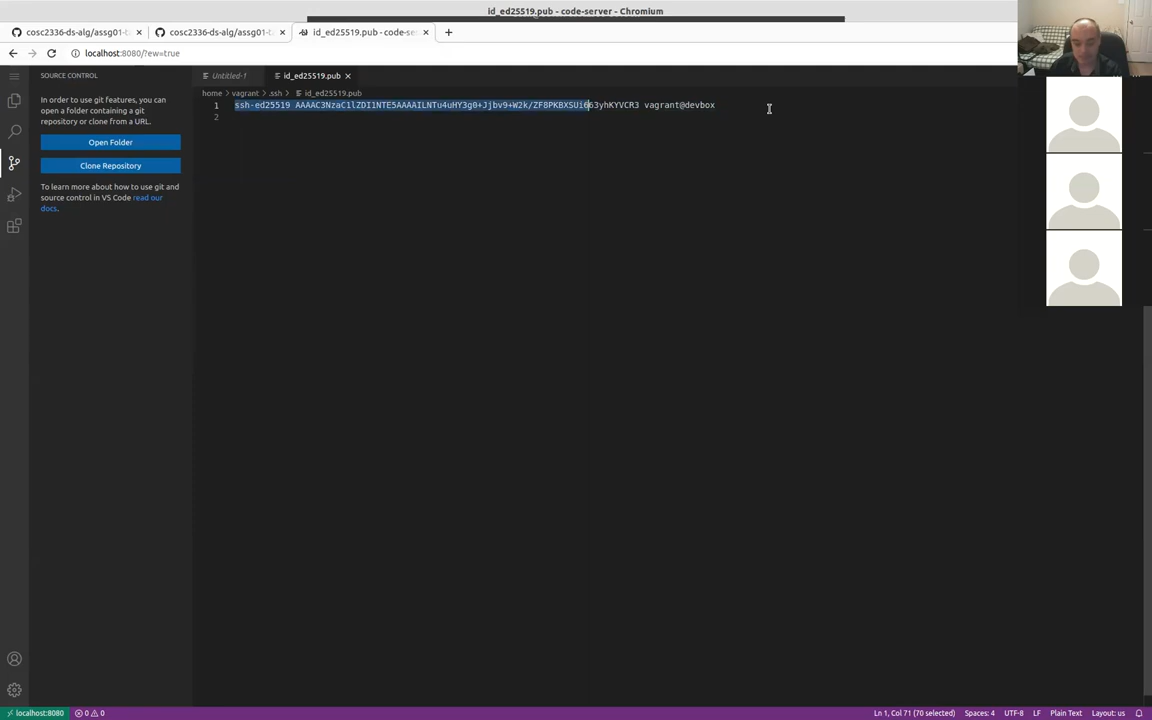 id_ed25519.pub - code-server - Chromium
cosc2336-ds-alg/assg01-t
cosc2336-ds-alg/assg01-t
id_ed25519.pub - code-se
localhost:8080/?ew=true
SOURCE CONTROL
Untitled-1
id_ed25519.pub
home > vagrant > .ssh > id_ed25519.pub
In order to use git features, you can
open a folder containing a git
repository or clone from a URL.
Open Folder
Clone Repository
To learn more about how to use git and
source control in VS Code read our
docs.
1 ssh-ed25519 AAAAC3NzaC1lZDI1NTE5AAAAILNTu4uHY3g0+Jjbv9+W2k/ZF8PKBXSUi663yhKYVCR3 vagrant@devbox
2
localhost:8080
0 0
Ln 1, Col 71 (70 selected)
Spaces: 4
UTF-8
LF
Plain Text
Layout: us